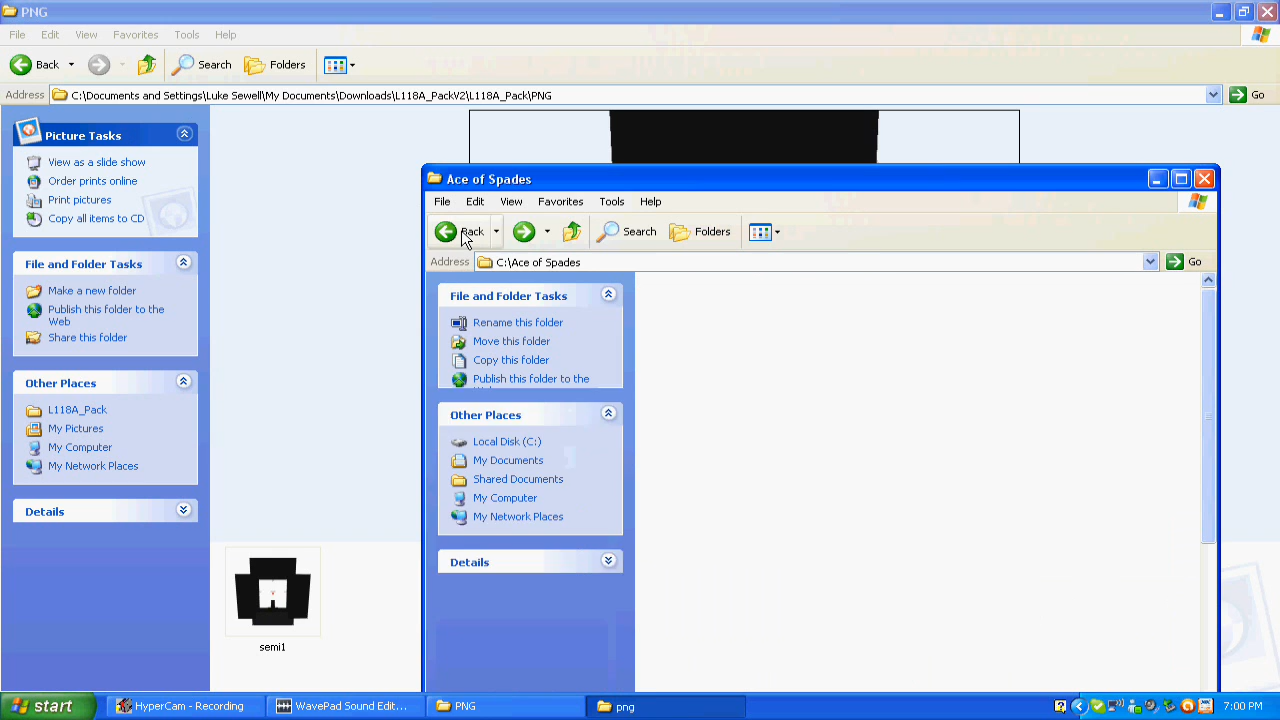 PNG
File Edit View Favorites Tools Help
Back Search Folders
Address C:\Documents and Settings\Luke Sewell\My Documents\Downloads\L118A_PackV2\L118A_Pack\PNG Go
Picture Tasks
View as a slide show
Order prints online
Print pictures
Copy all items to CD
File and Folder Tasks
Make a new folder
Publish this folder to the
Web
Share this folder
Other Places
L118A_Pack
My Pictures
My Computer
My Network Places
Details
semi1
Ace of Spades
File Edit View Favorites Tools Help
Back Search Folders
Address C:\Ace of Spades Go
File and Folder Tasks
Rename this folder
Move this folder
Copy this folder
Publish this folder to the
Other Places
Local Disk (C:)
My Documents
Shared Documents
My Computer
My Network Places
Details
start HyperCam - Recording WavePad Sound Edit... PNG png 7:00 PM